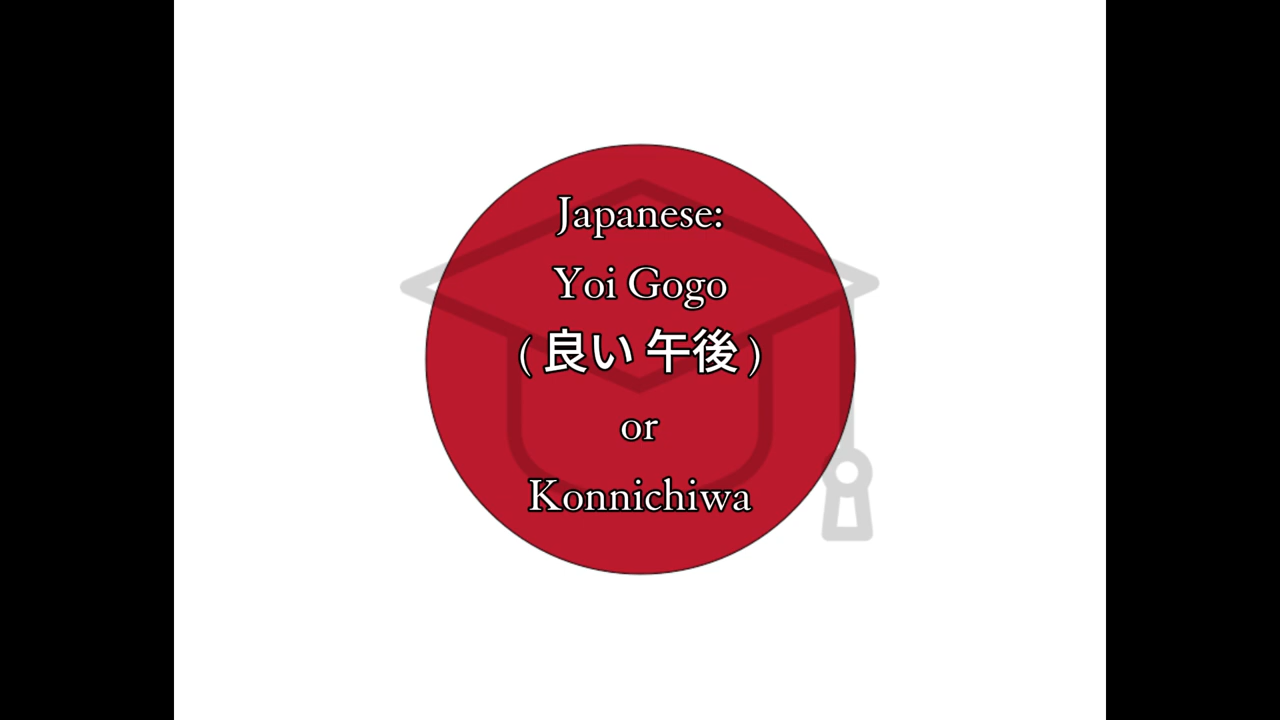 Japanese:
Yoi Gogo
( 良い 午後 )
or
Konnichiwa